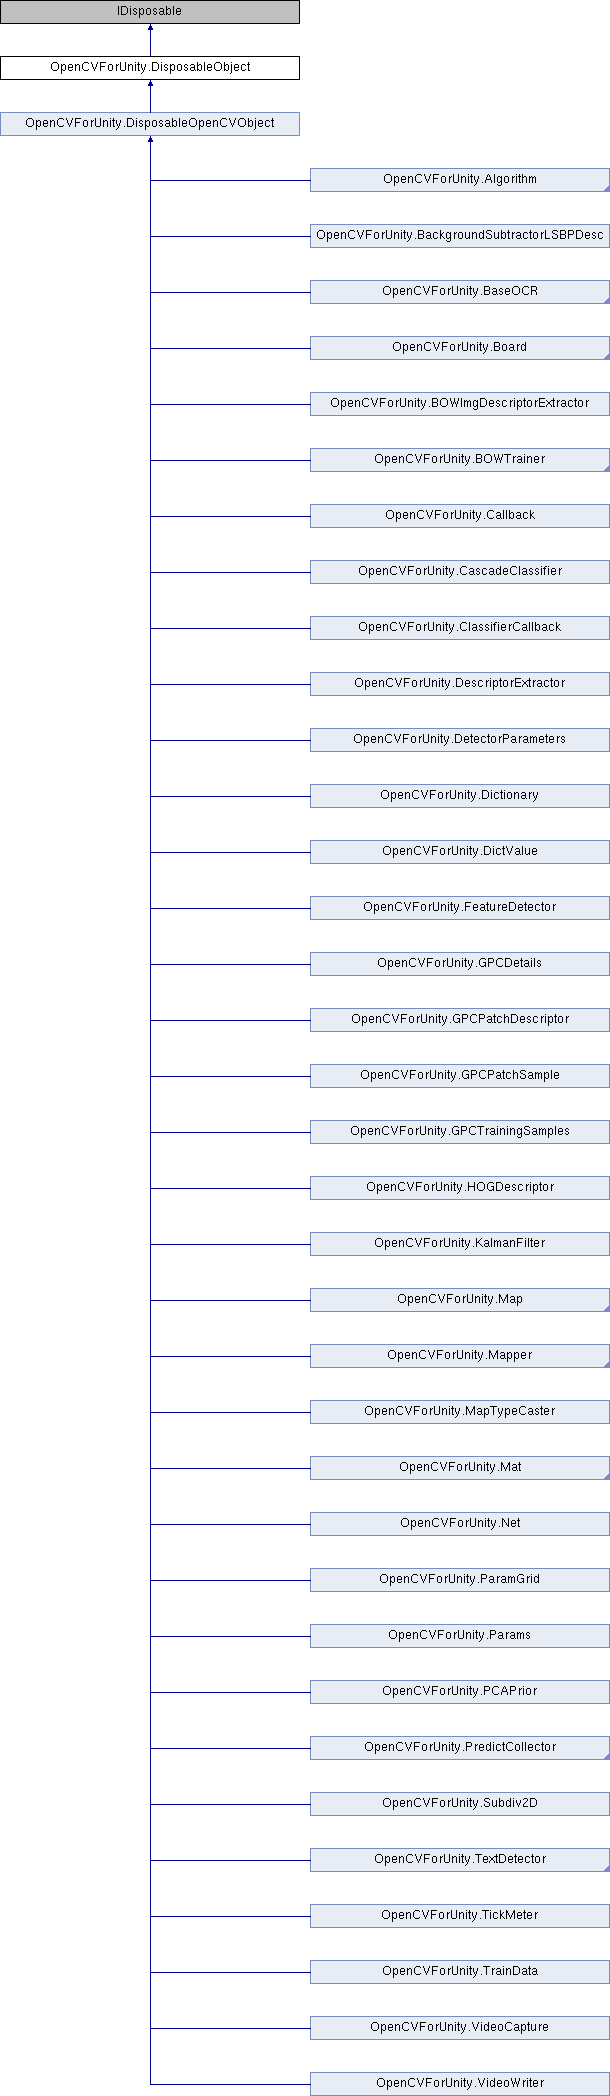 IDisposable
OpenCVForUnity.DisposableObject
OpenCVForUnity.DisposableOpenCVObject
OpenCVForUnity.Algorithm
OpenCVForUnity.BackgroundSubtractorLSBPDesc
OpenCVForUnity.BaseOCR
OpenCVForUnity.Board
OpenCVForUnity.BOWImgDescriptorExtractor
OpenCVForUnity.BOWTrainer
OpenCVForUnity.Callback
OpenCVForUnity.CascadeClassifier
OpenCVForUnity.ClassifierCallback
OpenCVForUnity.DescriptorExtractor
OpenCVForUnity.DetectorParameters
OpenCVForUnity.Dictionary
OpenCVForUnity.DictValue
OpenCVForUnity.FeatureDetector
OpenCVForUnity.GPCDetails
OpenCVForUnity.GPCPatchDescriptor
OpenCVForUnity.GPCPatchSample
OpenCVForUnity.GPCTrainingSamples
OpenCVForUnity.HOGDescriptor
OpenCVForUnity.KalmanFilter
OpenCVForUnity.Map
OpenCVForUnity.Mapper
OpenCVForUnity.MapTypeCaster
OpenCVForUnity.Mat
OpenCVForUnity.Net
OpenCVForUnity.ParamGrid
OpenCVForUnity.Params
OpenCVForUnity.PCAPrior
OpenCVForUnity.PredictCollector
OpenCVForUnity.Subdiv2D
OpenCVForUnity.TextDetector
OpenCVForUnity.TickMeter
OpenCVForUnity.TrainData
OpenCVForUnity.VideoCapture
OpenCVForUnity.VideoWriter